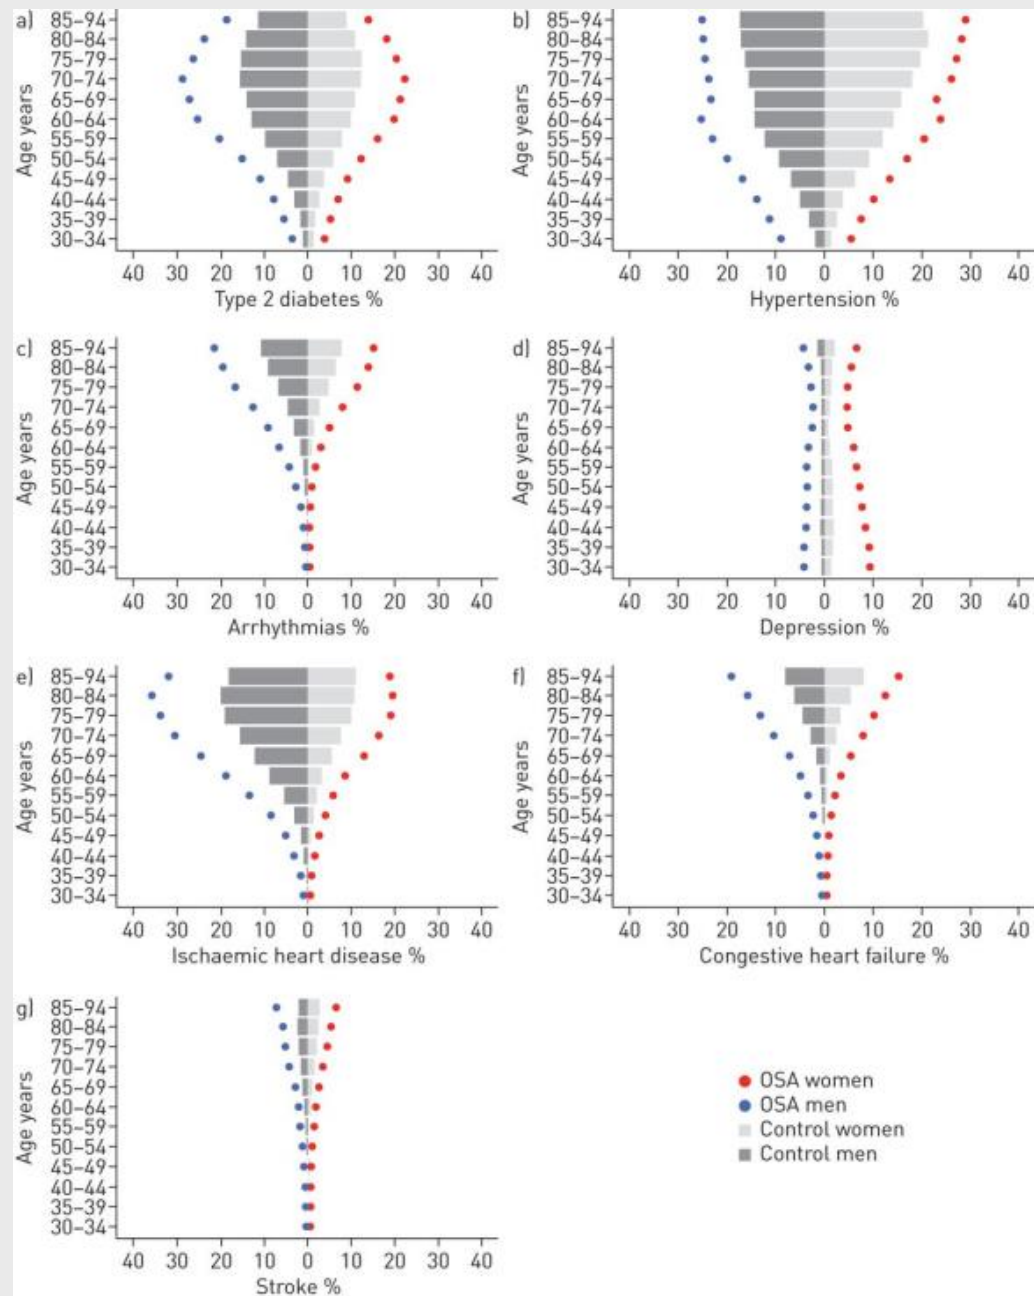 a) 85–94
80–84
75–79
70–74
65–69
60–64
55–59
50–54
45–49
40–44
35–39
30–34
Age years
40 30 20 10 0 10 20 30 40
Type 2 diabetes %
b) 85–94
80–84
75–79
70–74
65–69
60–64
55–59
50–54
45–49
40–44
35–39
30–34
Age years
40 30 20 10 0 10 20 30 40
Hypertension %
c) 85–94
80–84
75–79
70–74
65–69
60–64
55–59
50–54
45–49
40–44
35–39
30–34
Age years
40 30 20 10 0 10 20 30 40
Arrhythmias %
d) 85–94
80–84
75–79
70–74
65–69
60–64
55–59
50–54
45–49
40–44
35–39
30–34
Age years
40 30 20 10 0 10 20 30 40
Depression %
e) 85–94
80–84
75–79
70–74
65–69
60–64
55–59
50–54
45–49
40–44
35–39
30–34
Age years
40 30 20 10 0 10 20 30 40
Ischaemic heart disease %
f) 85–94
80–84
75–79
70–74
65–69
60–64
55–59
50–54
45–49
40–44
35–39
30–34
Age years
40 30 20 10 0 10 20 30 40
Congestive heart failure %
g) 85–94
80–84
75–79
70–74
65–69
60–64
55–59
50–54
45–49
40–44
35–39
30–34
Age years
40 30 20 10 0 10 20 30 40
Stroke %
OSA women
OSA men
Control women
Control men